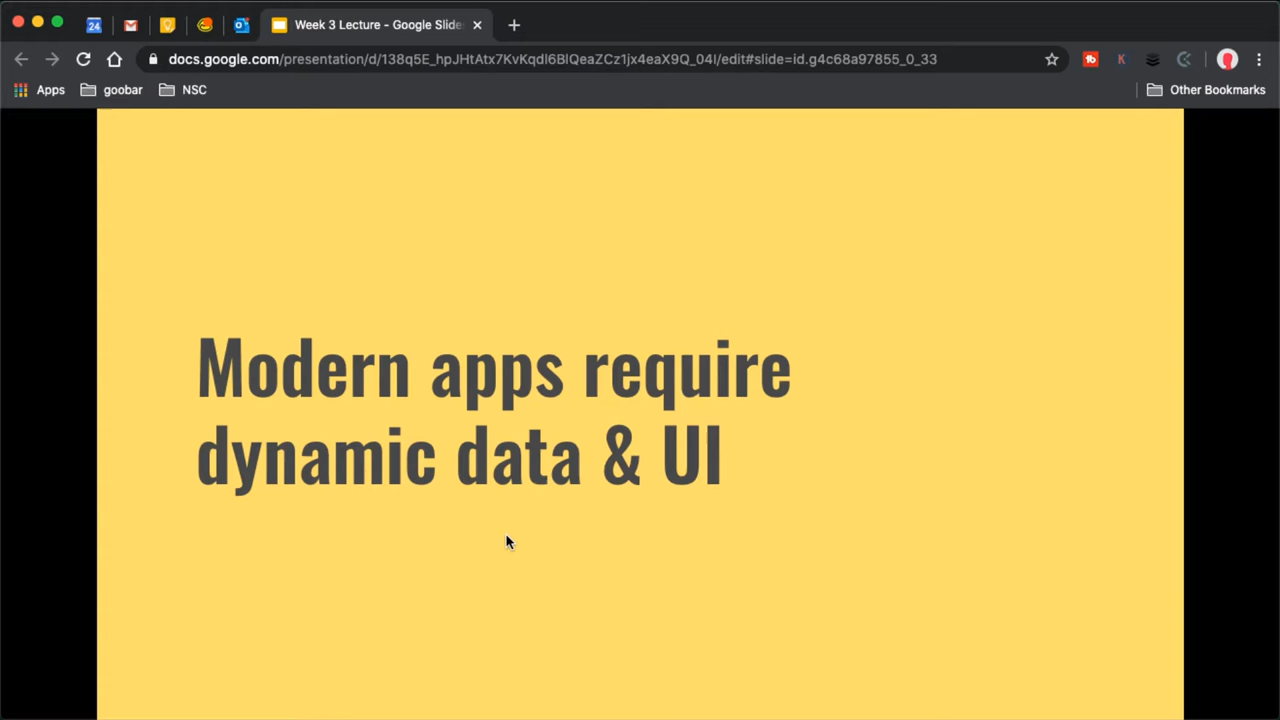 24
Week 3 Lecture - Google Slide
docs.google.com/presentation/d/138q5E_hpJHtAtx7KvKqdl6BlQeaZCz1jx4eaX9Q_04I/edit#slide=id.g4c68a97855_0_33
K
Apps
goobar
NSC
Other Bookmarks
Modern apps require
dynamic data & UI